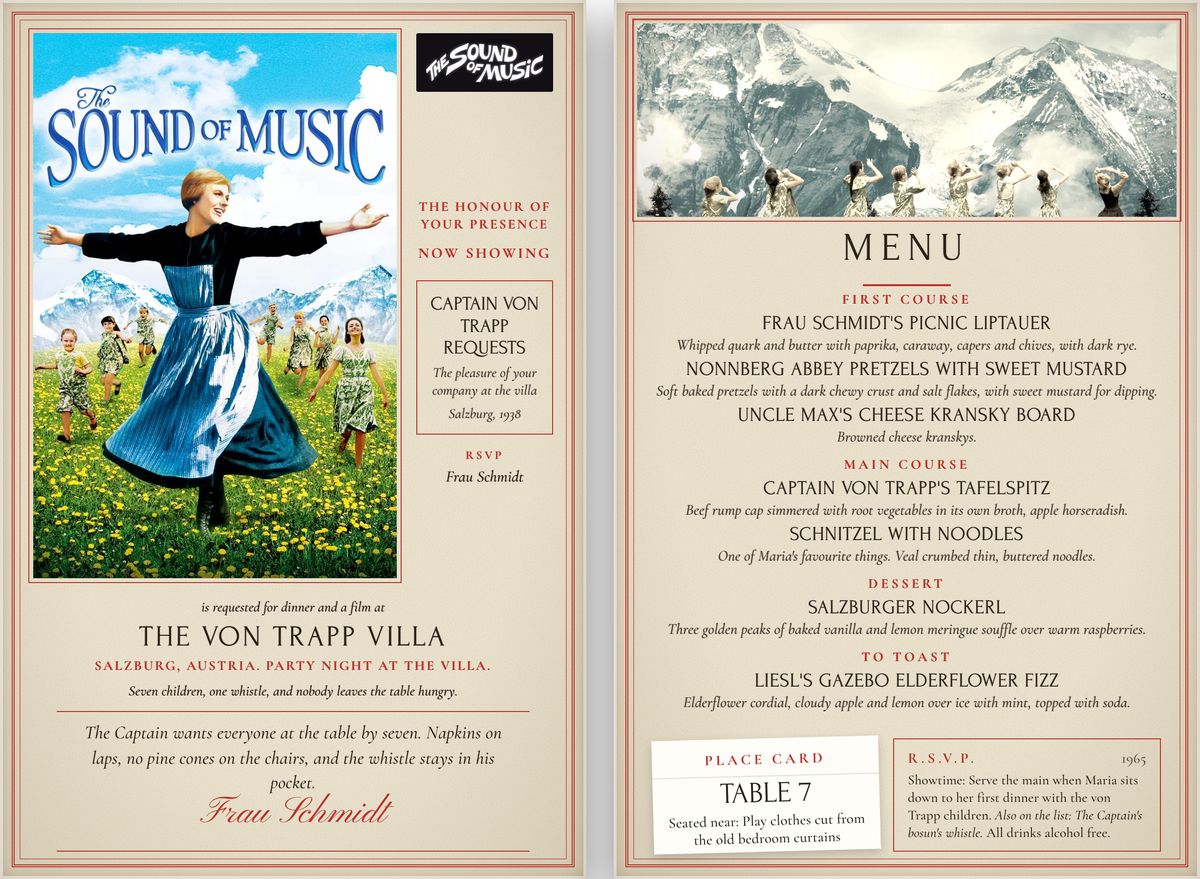 The
SOUND OF MUSIC
THE SOUND
OF MUSIC
THE HONOUR OF
YOUR PRESENCE
NOW SHOWING
CAPTAIN VON
TRAPP
REQUESTS
The pleasure of your
company at the villa
Salzburg, 1938
RSVP
Frau Schmidt
is requested for dinner and a film at
THE VON TRAPP VILLA
SALZBURG, AUSTRIA. PARTY NIGHT AT THE VILLA.
Seven children, one whistle, and nobody leaves the table hungry.
The Captain wants everyone at the table by seven. Napkins on
laps, no pine cones on the chairs, and the whistle stays in his
pocket.
Frau Schmidt
MENU
FIRST COURSE
FRAU SCHMIDT'S PICNIC LIPTAUER
Whipped quark and butter with paprika, caraway, capers and chives, with dark rye.
NONNBERG ABBEY PRETZELS WITH SWEET MUSTARD
Soft baked pretzels with a dark chewy crust and salt flakes, with sweet mustard for dipping.
UNCLE MAX'S CHEESE KRANSKY BOARD
Browned cheese kranskys.
MAIN COURSE
CAPTAIN VON TRAPP'S TAFELSPITZ
Beef rump cap simmered with root vegetables in its own broth, apple horseradish.
SCHNITZEL WITH NOODLES
One of Maria's favourite things. Veal crumbed thin, buttered noodles.
DESSERT
SALZBURGER NOCKERL
Three golden peaks of baked vanilla and lemon meringue souffle over warm raspberries.
TO TOAST
LIESL'S GAZEBO ELDERFLOWER FIZZ
Elderflower cordial, cloudy apple and lemon over ice with mint, topped with soda.
PLACE CARD
TABLE 7
Seated near: Play clothes cut from
the old bedroom curtains
R.S.V.P. 1965
Showtime: Serve the main when Maria sits
down to her first dinner with the von
Trapp children. Also on the list: The Captain's
bosun's whistle. All drinks alcohol free.